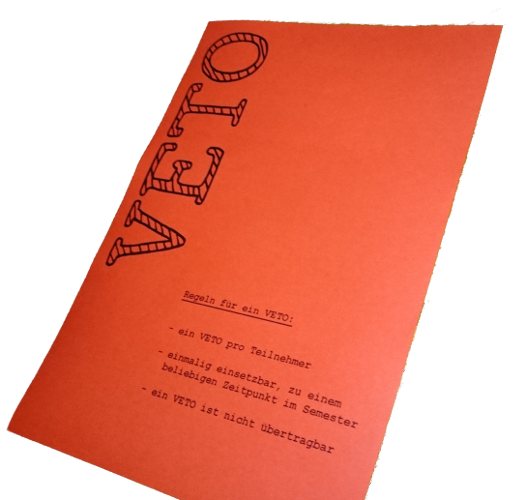 VETO
Regeln für ein VETO:
- ein VETO pro Teilnehmer
- einmalig einsetzbar, zu einem
beliebigen Zeitpunkt im Semester
- ein VETO ist nicht übertragbar